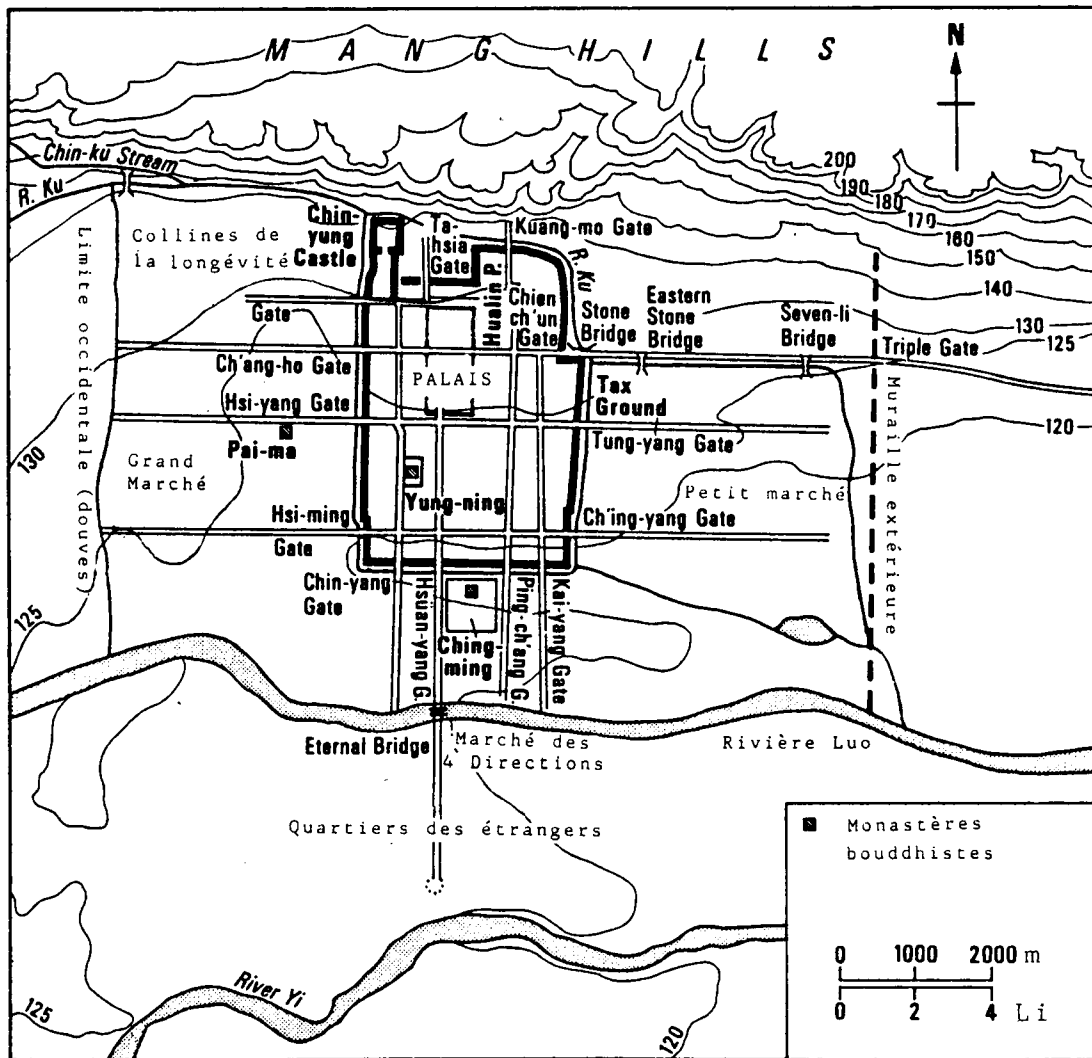 MANG HILLS
N
Chin-ku Stream
R. Ku
200
190
180
170
160
150
140
130
125
120
Limite occidentale (douves)
Collines de
la longévité
Chin-
yung
Castle
Ta-
hsia
Gate
Kuang-mo Gate
R. Ku
Hualin P.
Gate
Chien
ch'un
Gate
Stone
Bridge
Eastern
Stone
Bridge
Seven-li
Bridge
Triple Gate
Ch'ang-ho Gate
PALAIS
Tax
Ground
Hsi-yang Gate
Tung-yang Gate
Pai-ma
130
Grand
Marché
Yung-ning
Petit marché
Muraille extérieure
Hsi-ming
Gate
Ch'ing-yang Gate
Chin-yang
Gate
Hsuan-yang G.
Ching-
ming
Ping-ch'ang G.
Kai-yang Gate
125
Eternal Bridge
Marché des
4 Directions
Rivière Luo
Quartiers des étrangers
Monastères
bouddhistes
0 1000 2000 m
0 2 4 Li
River Yi
125
120